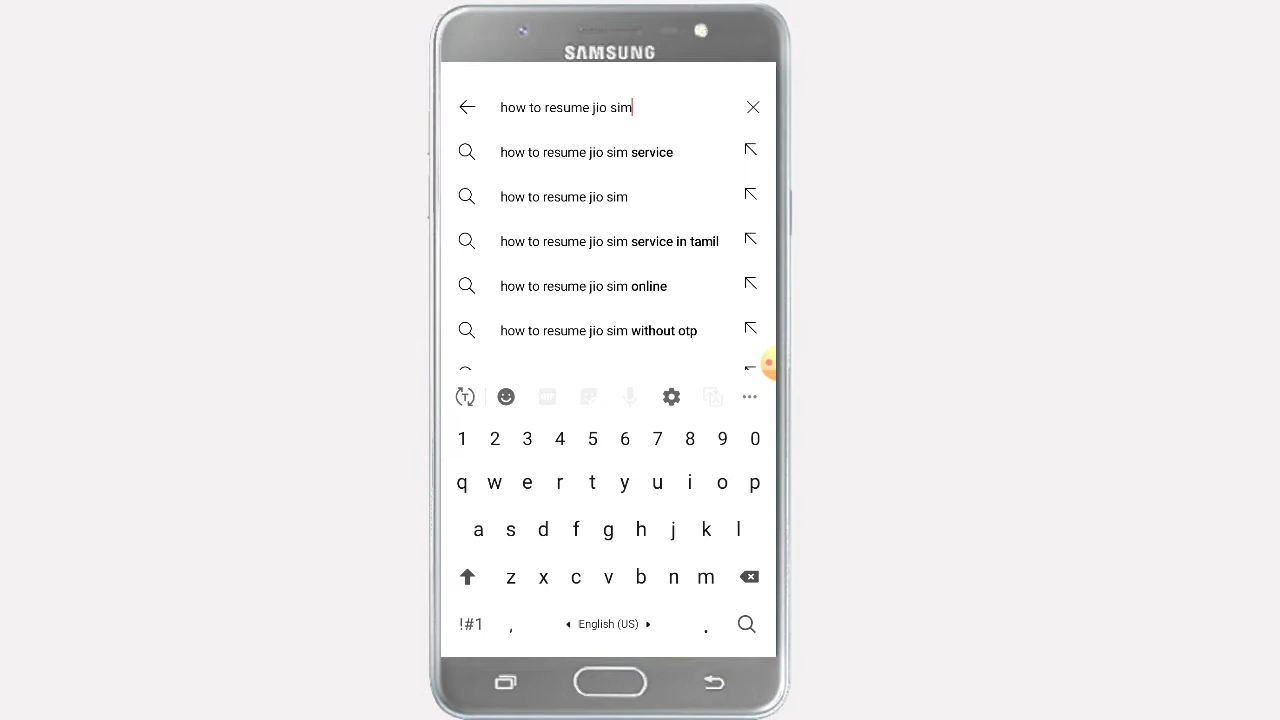 SAMSUNG
how to resume jio sim
how to resume jio sim service
how to resume jio sim
how to resume jio sim service in tamil
how to resume jio sim online
how to resume jio sim without otp
GIF
1 2 3 4 5 6 7 8 9 0
q w e r t y u i o p
a s d f g h j k l
z x c v b n m
!#1 , English (US) .